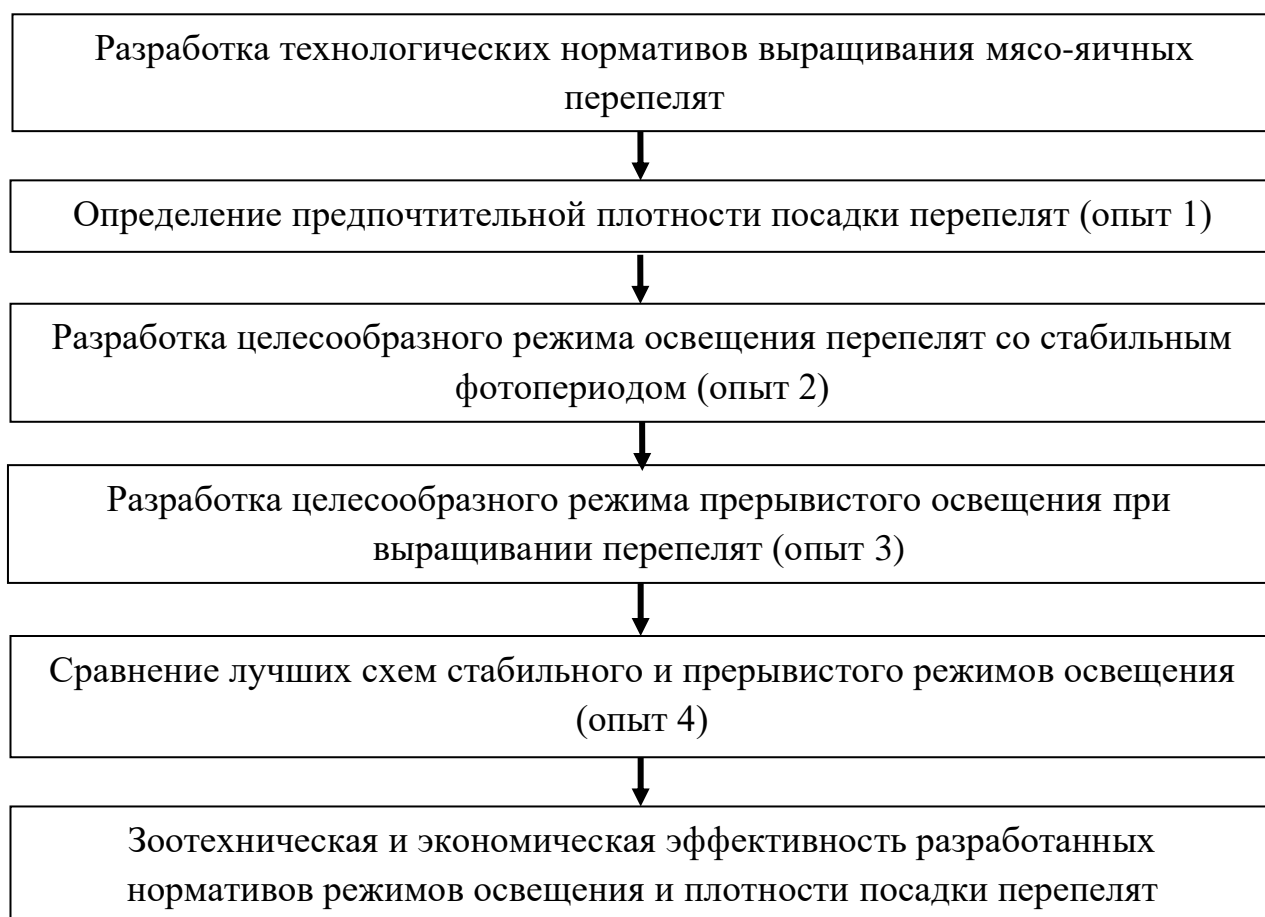 Разработка технологических нормативов выращивания мясо-яичных
перепелят
Определение предпочтительной плотности посадки перепелят (опыт 1)
Разработка целесообразного режима освещения перепелят со стабильным
фотопериодом (опыт 2)
Разработка целесообразного режима прерывистого освещения при
выращивании перепелят (опыт 3)
Сравнение лучших схем стабильного и прерывистого режимов освещения
(опыт 4)
Зоотехническая и экономическая эффективность разработанных
нормативов режимов освещения и плотности посадки перепелят